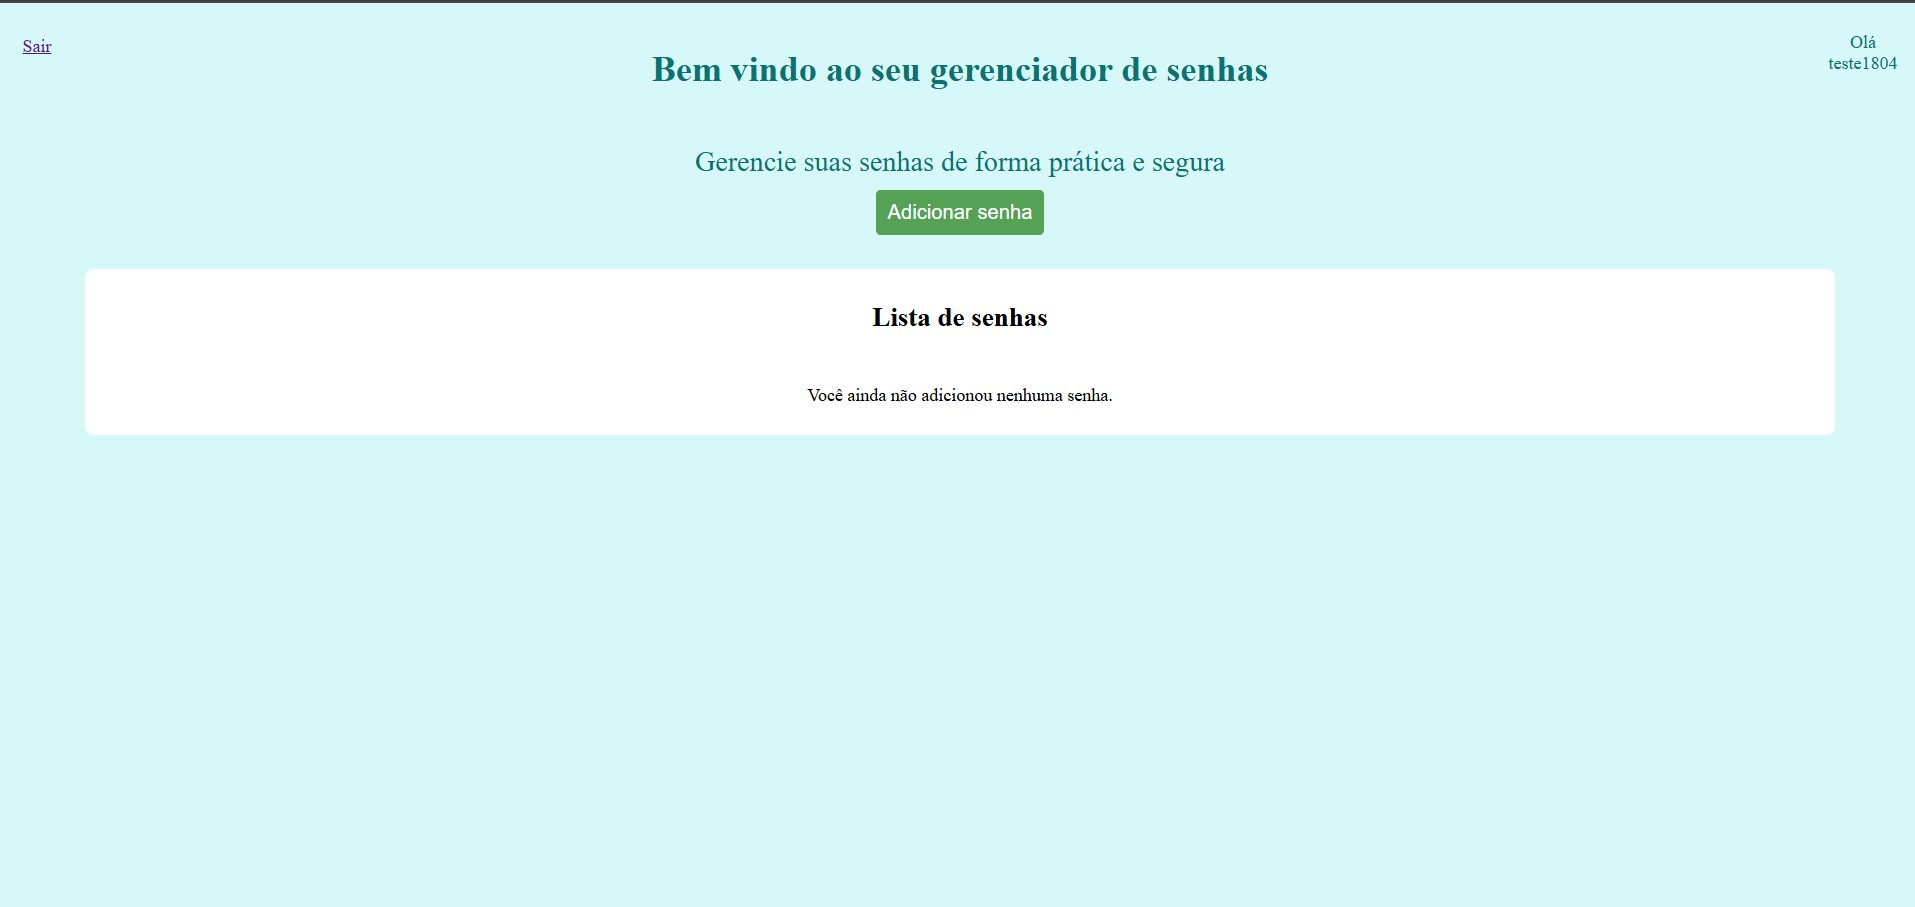 Sair
Olá
teste1804
Bem vindo ao seu gerenciador de senhas
Gerencie suas senhas de forma prática e segura
Adicionar senha
Lista de senhas
Você ainda não adicionou nenhuma senha.